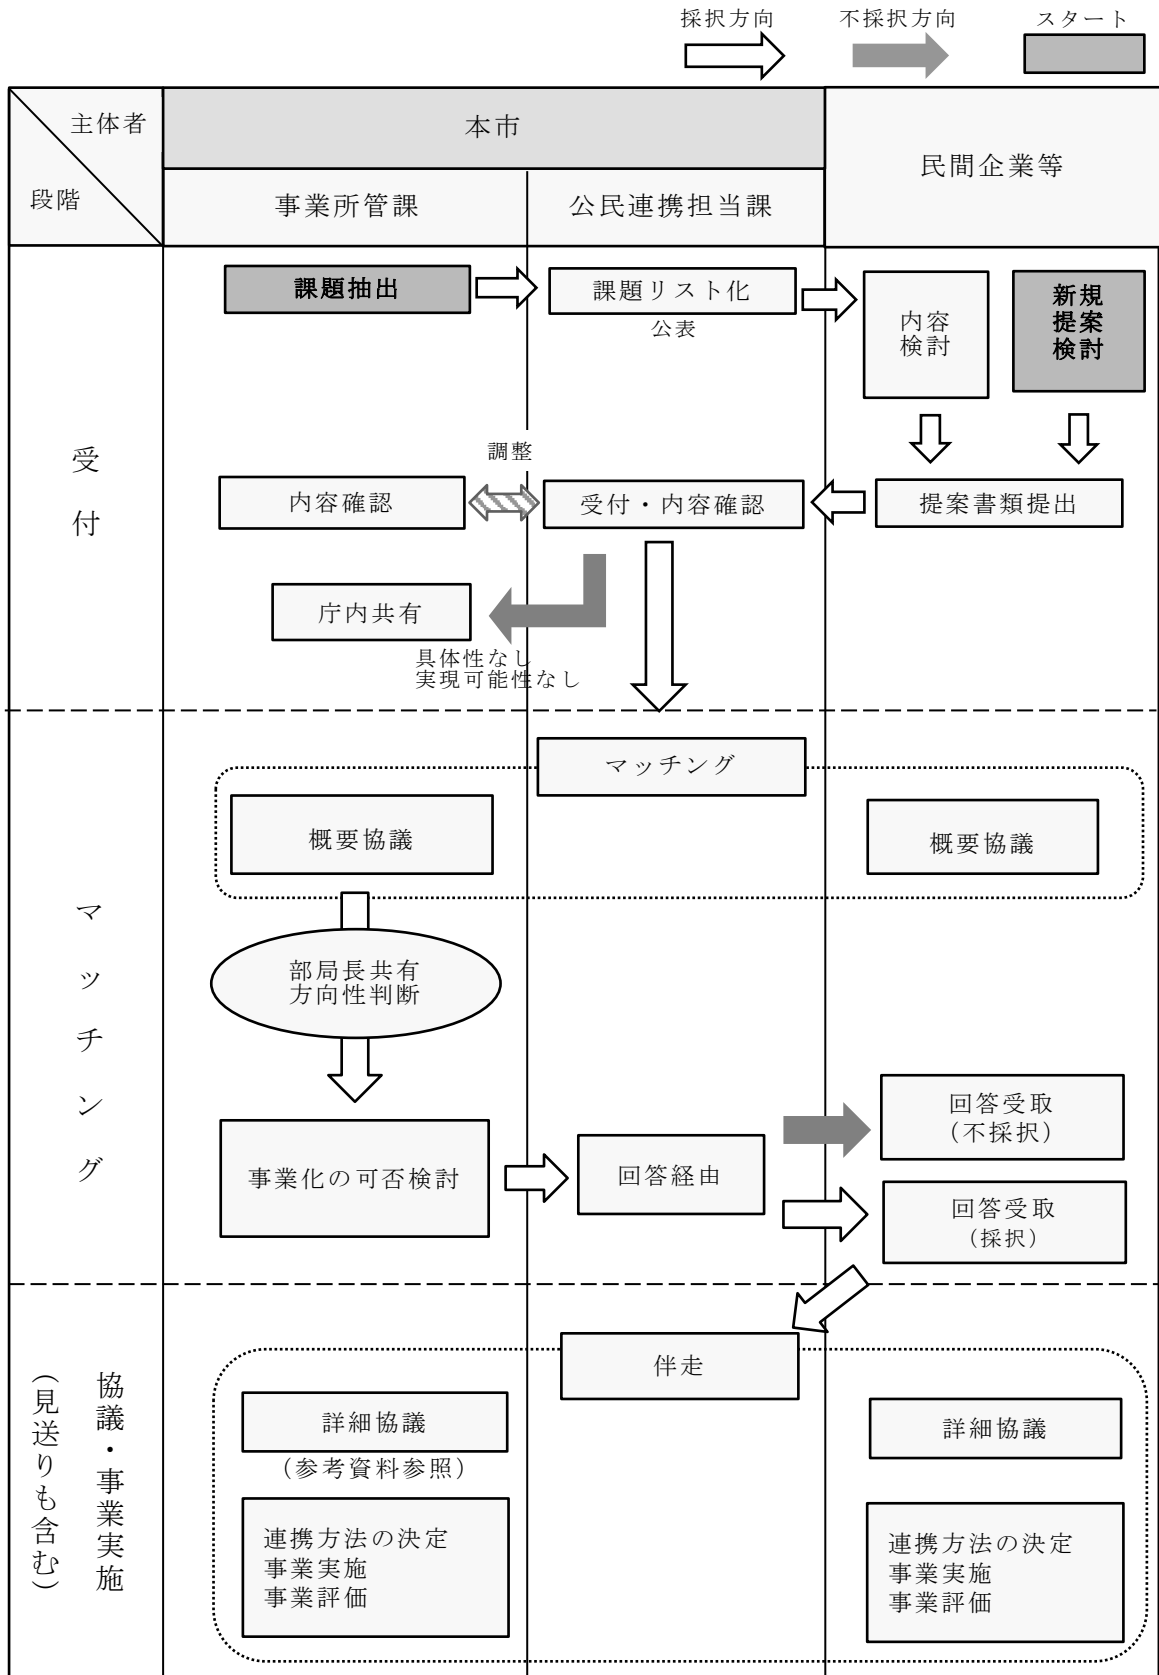 採択方向
不採択方向
スタート
主体者
段階
本市
民間企業等
事業所管課
公民連携担当課
受付
課題抽出
課題リスト化
公表
内容
検討
新規
提案
検討
調整
内容確認
受付・内容確認
提案書類提出
庁内共有
具体性なし
実現可能性なし
マッチング
マッチング
概要協議
概要協議
部局長共有
方向性判断
事業化の可否検討
回答経由
回答受取
（不採択）
回答受取
（採択）
協議・事業実施
（見送りも含む）
伴走
詳細協議
（参考資料参照）
詳細協議
連携方法の決定
事業実施
事業評価
連携方法の決定
事業実施
事業評価